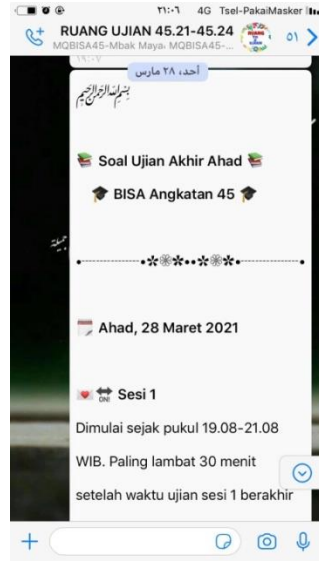 ٢١:٠٦ 4G Tsel-PakaiMasker
RUANG UJIAN 45.21-45.24
٥١
MQBISA45-Mbak Maya, MQBISA45-...
أحد، ٢٨ مارس
بسم الله الرحمن الرحيم
Soal Ujian Akhir Ahad
BISA Angkatan 45
Ahad, 28 Maret 2021
ON! Sesi 1
Dimulai sejak pukul 19.08-21.08
WIB. Paling lambat 30 menit
setelah waktu ujian sesi 1 berakhir